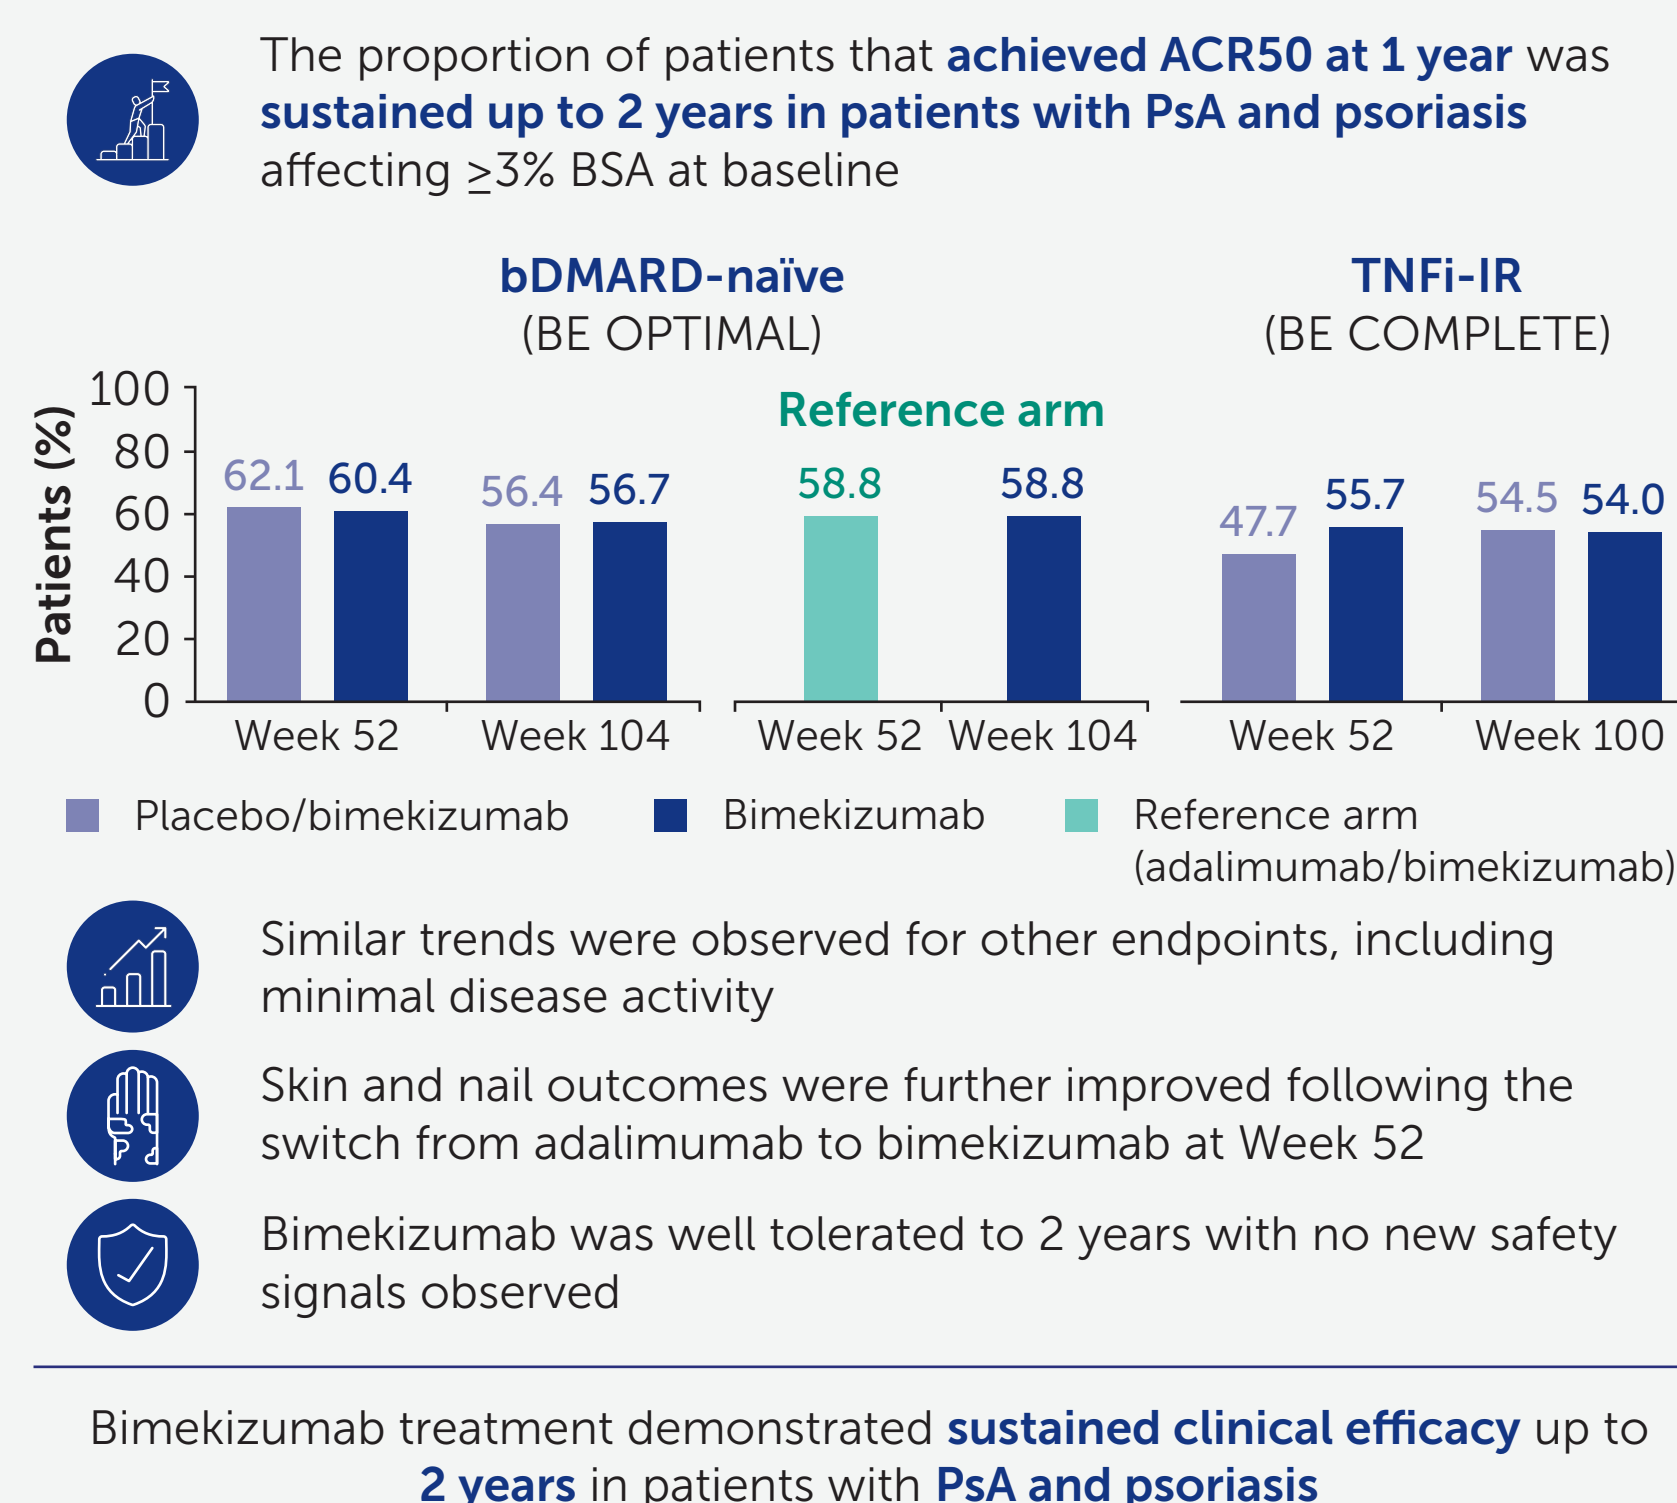 The proportion of patients that achieved ACR50 at 1 year was
sustained up to 2 years in patients with PsA and psoriasis
affecting ≥3% BSA at baseline
bDMARD-naïve
(BE OPTIMAL)
TNFi-IR
(BE COMPLETE)
Reference arm
Patients (%)
100
80
60
40
20
0
62.1 60.4 56.4 56.7 58.8 58.8 47.7 55.7 54.5 54.0
Week 52 Week 104 Week 52 Week 104 Week 52 Week 100
Placebo/bimekizumab
Bimekizumab
Reference arm
(adalimumab/bimekizumab)
Similar trends were observed for other endpoints, including
minimal disease activity
Skin and nail outcomes were further improved following the
switch from adalimumab to bimekizumab at Week 52
Bimekizumab was well tolerated to 2 years with no new safety
signals observed
Bimekizumab treatment demonstrated sustained clinical efficacy up to
2 years in patients with PsA and psoriasis